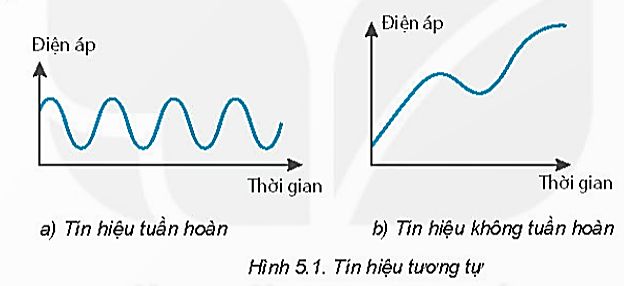 Điện áp
Thời gian
a) Tín hiệu tuần hoàn
Điện áp
Thời gian
b) Tín hiệu không tuần hoàn
Hình 5.1. Tín hiệu tương tự